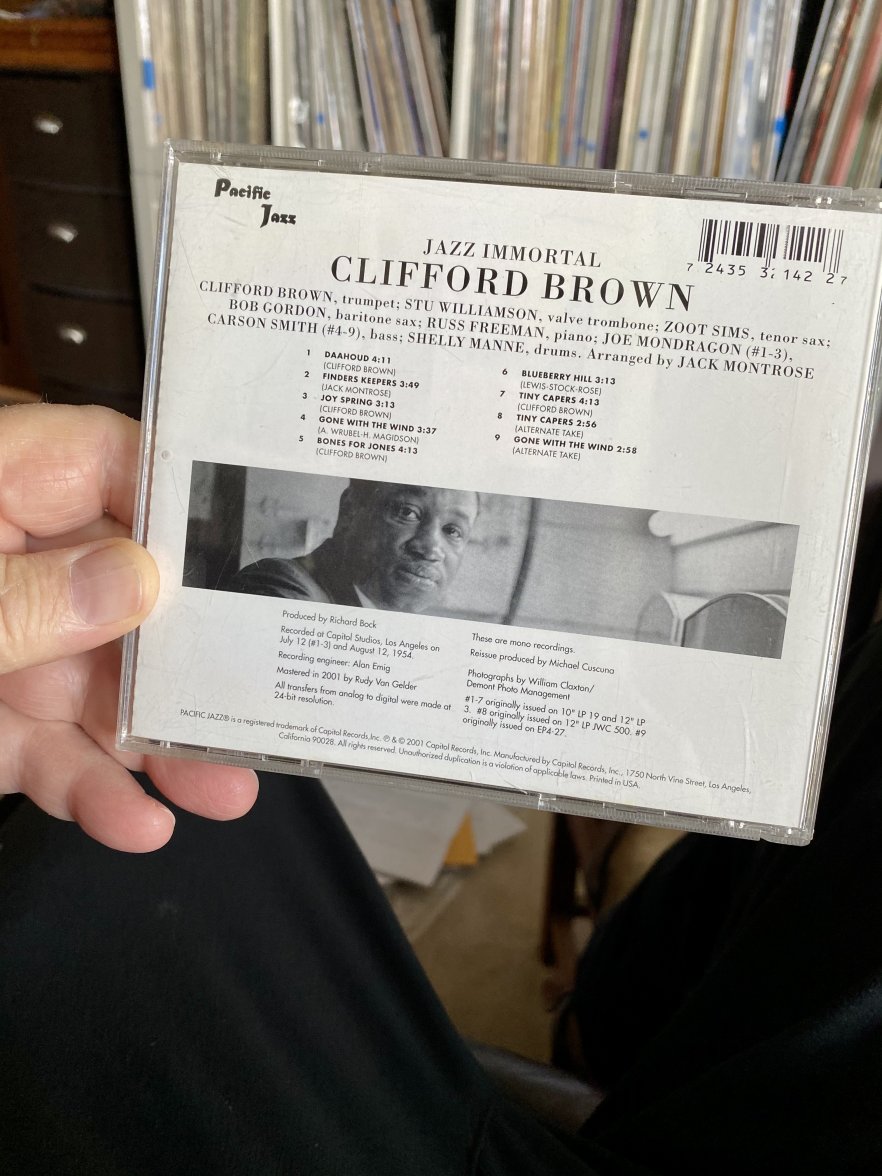 Pacific
Jazz
JAZZ IMMORTAL
CLIFFORD BROWN
7 2435 32142 27
CLIFFORD BROWN, trumpet; STU WILLIAMSON, valve trombone; ZOOT SIMS, tenor sax;
BOB GORDON, baritone sax; RUSS FREEMAN, piano; JOE MONDRAGON (#1-3),
CARSON SMITH (#4-9), bass; SHELLY MANNE, drums. Arranged by JACK MONTROSE
1 DAAHOUD 4:11
(CLIFFORD BROWN)
2 FINDERS KEEPERS 3:49
(JACK MONTROSE)
3 JOY SPRING 3:13
(CLIFFORD BROWN)
4 GONE WITH THE WIND 3:37
(A. WRUBEL-H. MAGIDSON)
5 BONES FOR JONES 4:13
(CLIFFORD BROWN)
6 BLUEBERRY HILL 3:13
(LEWIS-STOCK-ROSE)
7 TINY CAPERS 4:13
(CLIFFORD BROWN)
8 TINY CAPERS 2:56
(ALTERNATE TAKE)
9 GONE WITH THE WIND 2:58
(ALTERNATE TAKE)
Produced by Richard Bock
Recorded at Capitol Studios, Los Angeles on
July 12 (#1-3) and August 12, 1954.
Recording engineer: Alan Emig
Mastered in 2001 by Rudy Van Gelder
All transfers from analog to digital were made at
24-bit resolution.
These are mono recordings.
Reissue produced by Michael Cuscuna
Photographs by William Claxton/
Demont Photo Management
#1-7 originally issued on 10" LP 19 and 12" LP
3. #8 originally issued on 12" LP JWC 500. #9
originally issued on EP4-27.
PACIFIC JAZZ® is a registered trademark of Capitol Records,Inc. ℗ & © 2001 Capitol Records, Inc. Manufactured by Capitol Records, Inc., 1750 North Vine Street, Los Angeles,
California 90028. All rights reserved. Unauthorized duplication is a violation of applicable laws. Printed in USA.